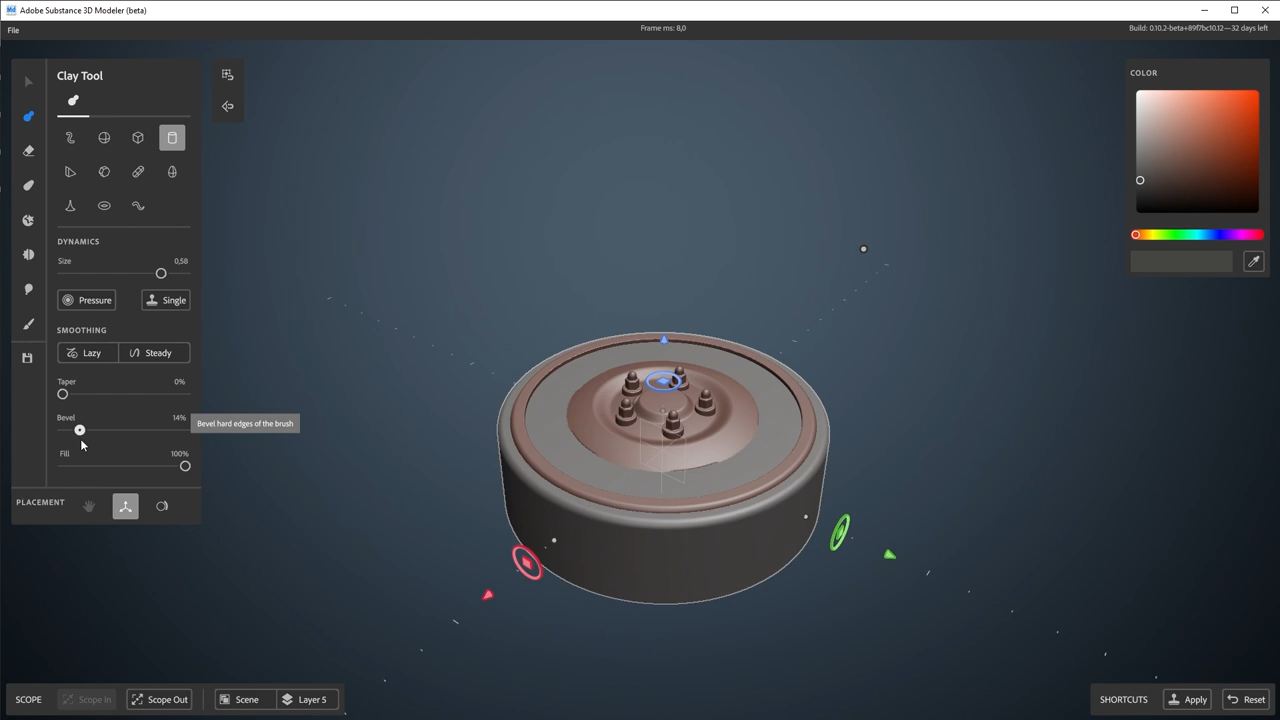 Adobe Substance 3D Modeler (beta)
File
Frame ms: 8,0
Build: 0.10.2-beta+89f7bc10.12—32 days left
Clay Tool
DYNAMICS
Size 0,58
Pressure Single
SMOOTHING
Lazy Steady
Taper 0%
Bevel 14%
Bevel hard edges of the brush
Fill 100%
PLACEMENT
COLOR
SCOPE Scope In Scope Out Scene Layer 5
SHORTCUTS Apply Reset